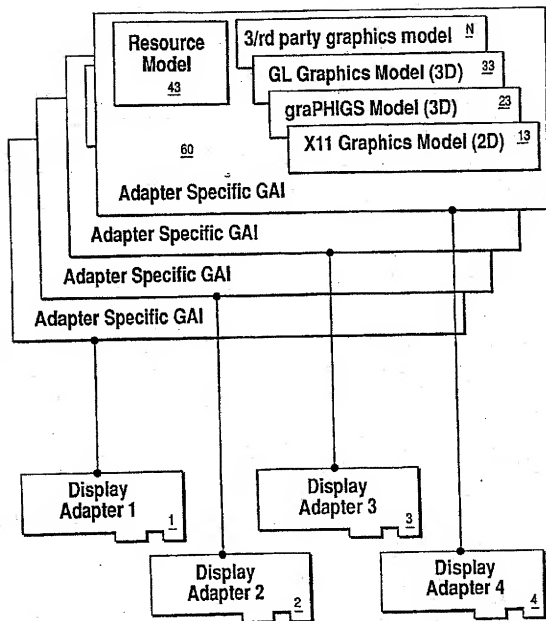 Resource
Model
43
3/rd party graphics model N
GL Graphics Model (3D) 33
graPHIGS Model (3D) 23
X11 Graphics Model (2D) 13
60
Adapter Specific GAI
Adapter Specific GAI
Adapter Specific GAI
Adapter Specific GAI
Display
Adapter 1
1
Display
Adapter 3
3
Display
Adapter 2
2
Display
Adapter 4
4